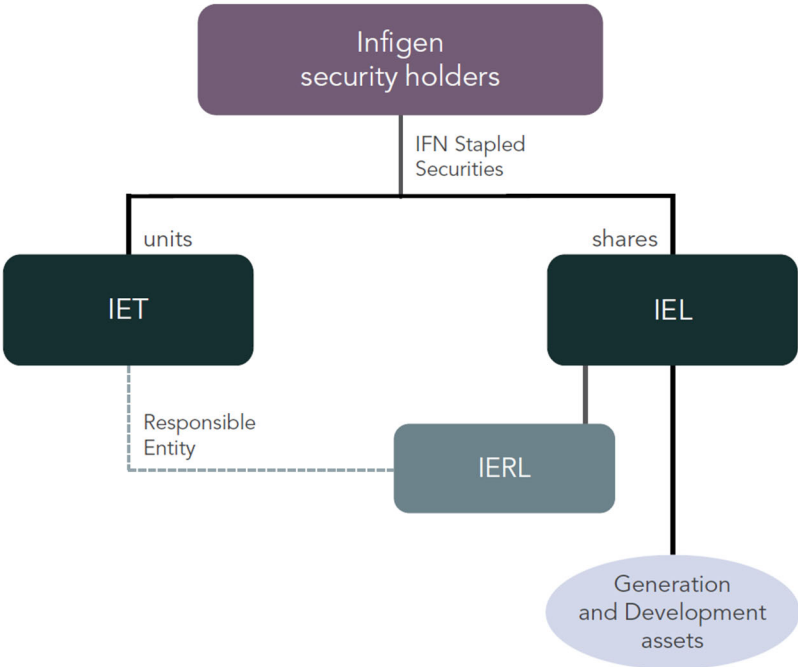 Infigen
security holders
IFN Stapled
Securities
units
shares
IET
IEL
Responsible
Entity
IERL
Generation
and Development
assets